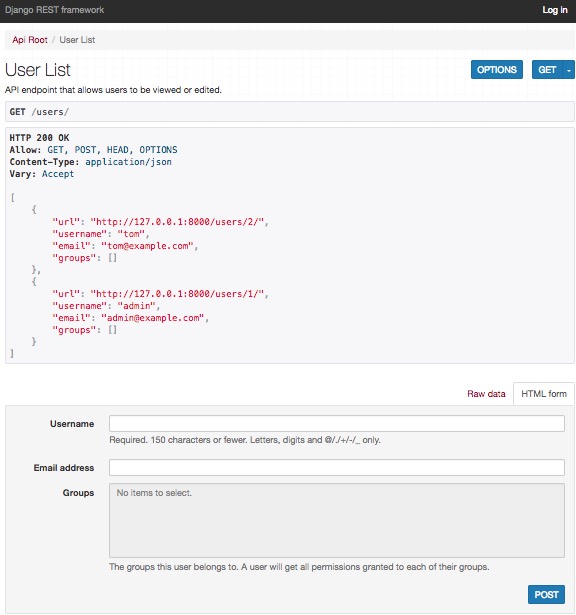 Django REST framework Log in
Api Root / User List
User List OPTIONS GET
API endpoint that allows users to be viewed or edited.
GET /users/
HTTP 200 OK
Allow: GET, POST, HEAD, OPTIONS
Content-Type: application/json
Vary: Accept
[
{
"url": "http://127.0.0.1:8000/users/2/",
"username": "tom",
"email": "tom@example.com",
"groups": []
},
{
"url": "http://127.0.0.1:8000/users/1/",
"username": "admin",
"email": "admin@example.com",
"groups": []
}
]
Raw data HTML form
Username
Required. 150 characters or fewer. Letters, digits and @/./+/-/_ only.
Email address
Groups No items to select.
The groups this user belongs to. A user will get all permissions granted to each of their groups.
POST